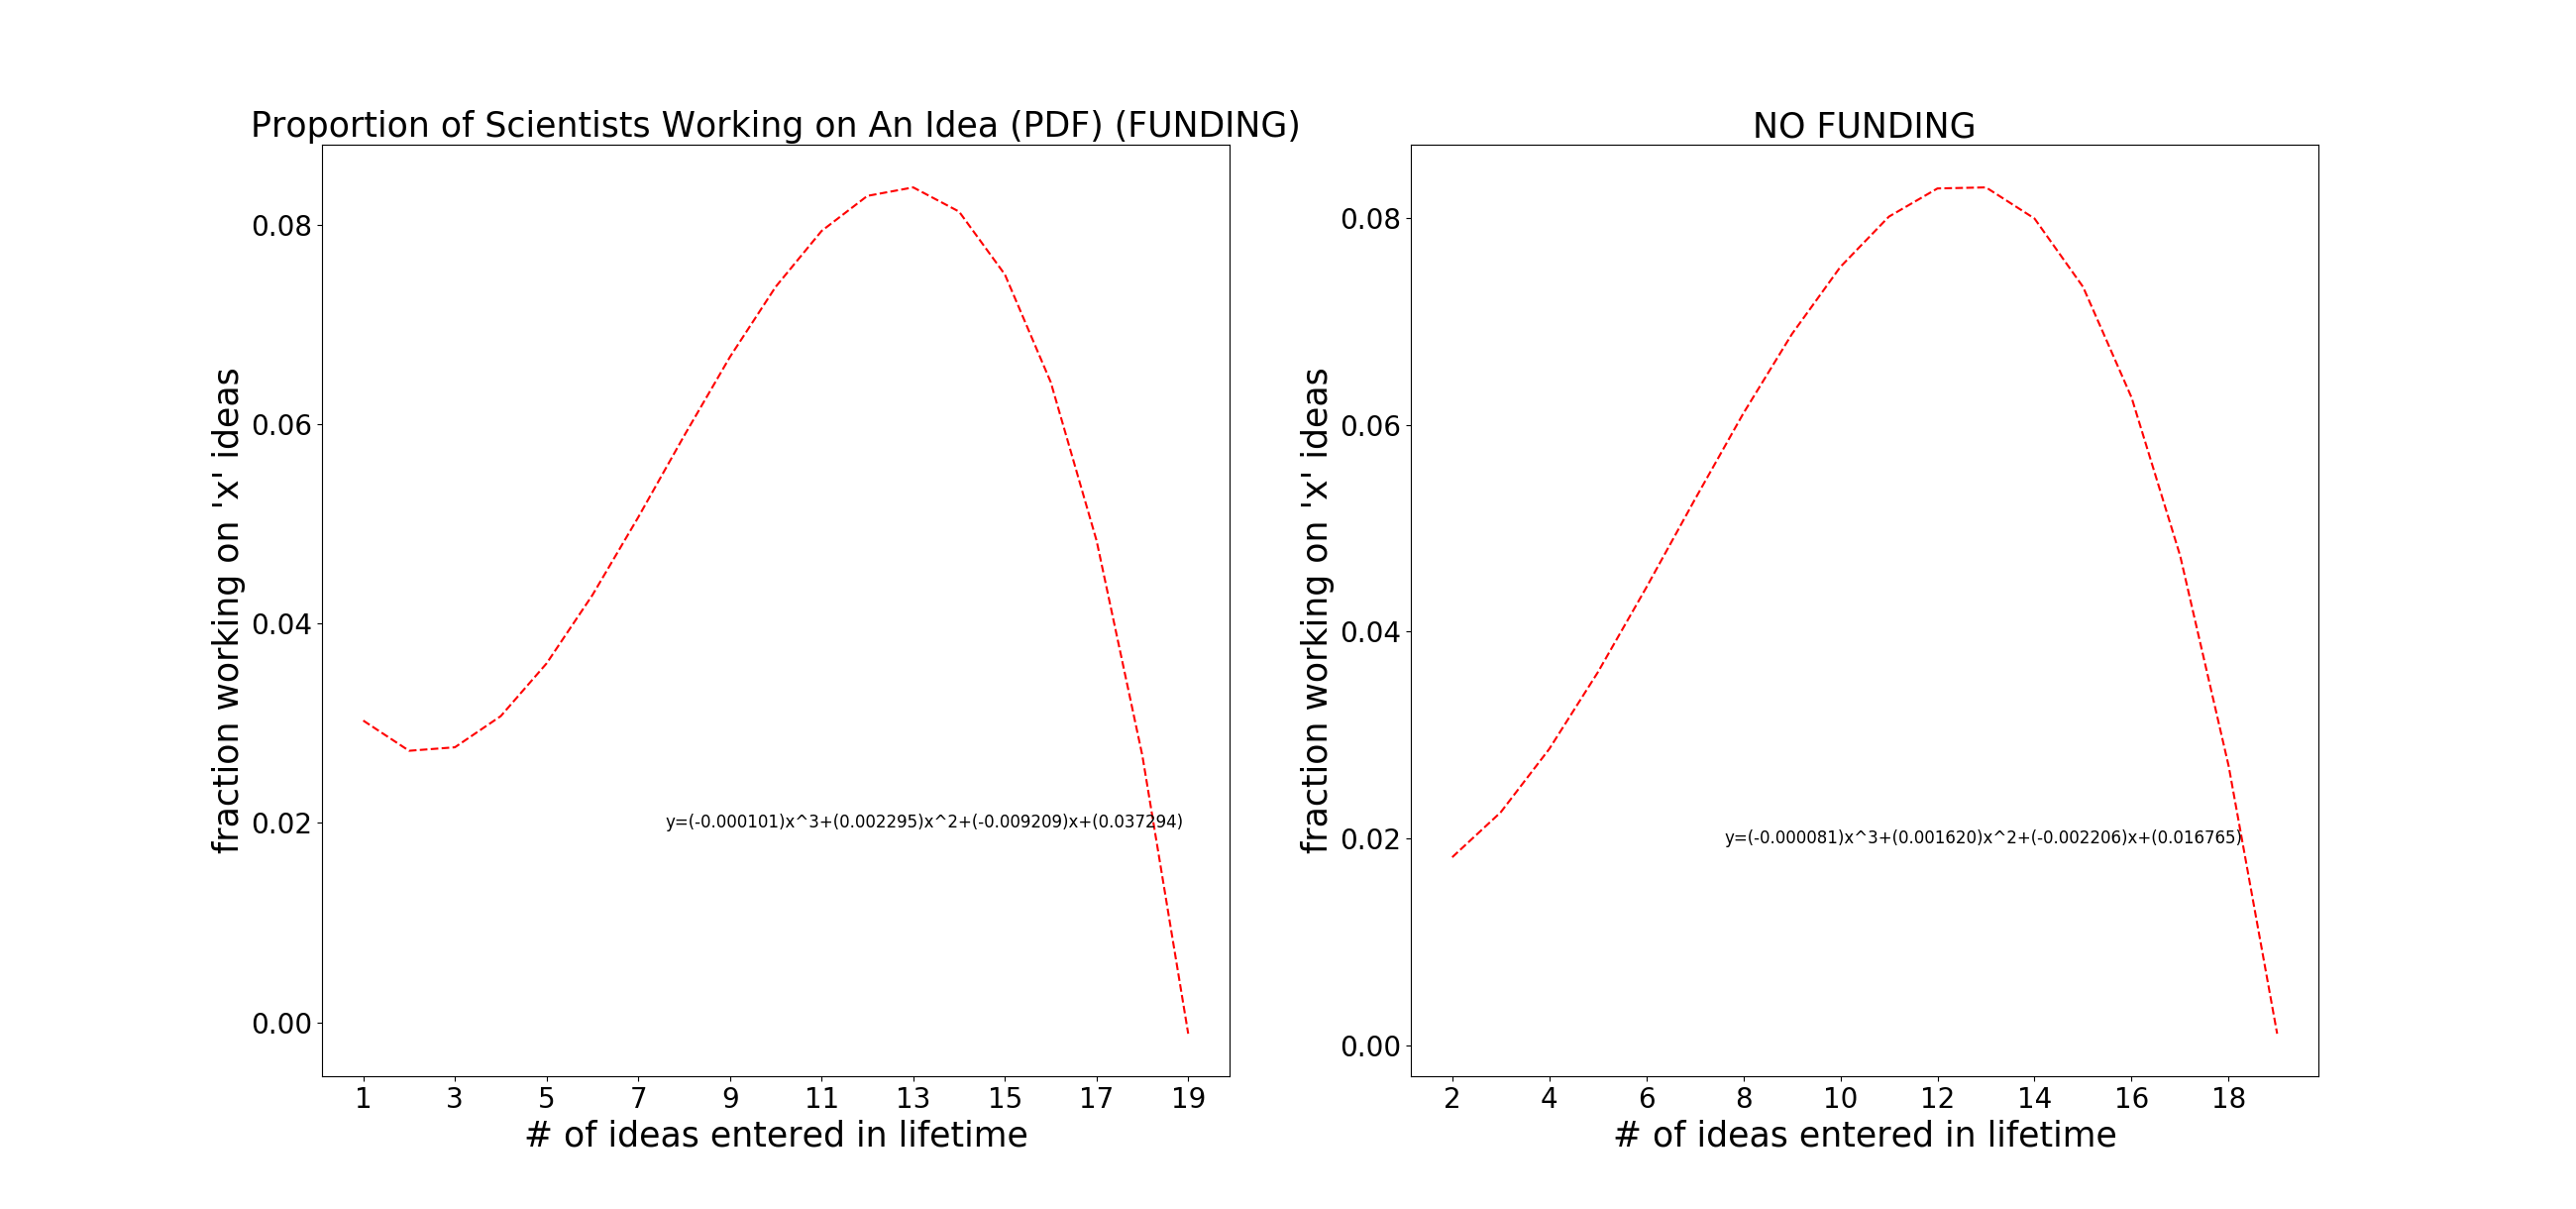 Proportion of Scientists Working on An Idea (PDF) (FUNDING)
fraction working on 'x' ideas
0.08
0.06
0.04
0.02
0.00
y=(-0.000101)x^3+(0.002295)x^2+(-0.009209)x+(0.037294)
1 3 5 7 9 11 13 15 17 19
# of ideas entered in lifetime
NO FUNDING
fraction working on 'x' ideas
0.08
0.06
0.04
0.02
0.00
y=(-0.000081)x^3+(0.001620)x^2+(-0.002206)x+(0.016765)
2 4 6 8 10 12 14 16 18
# of ideas entered in lifetime